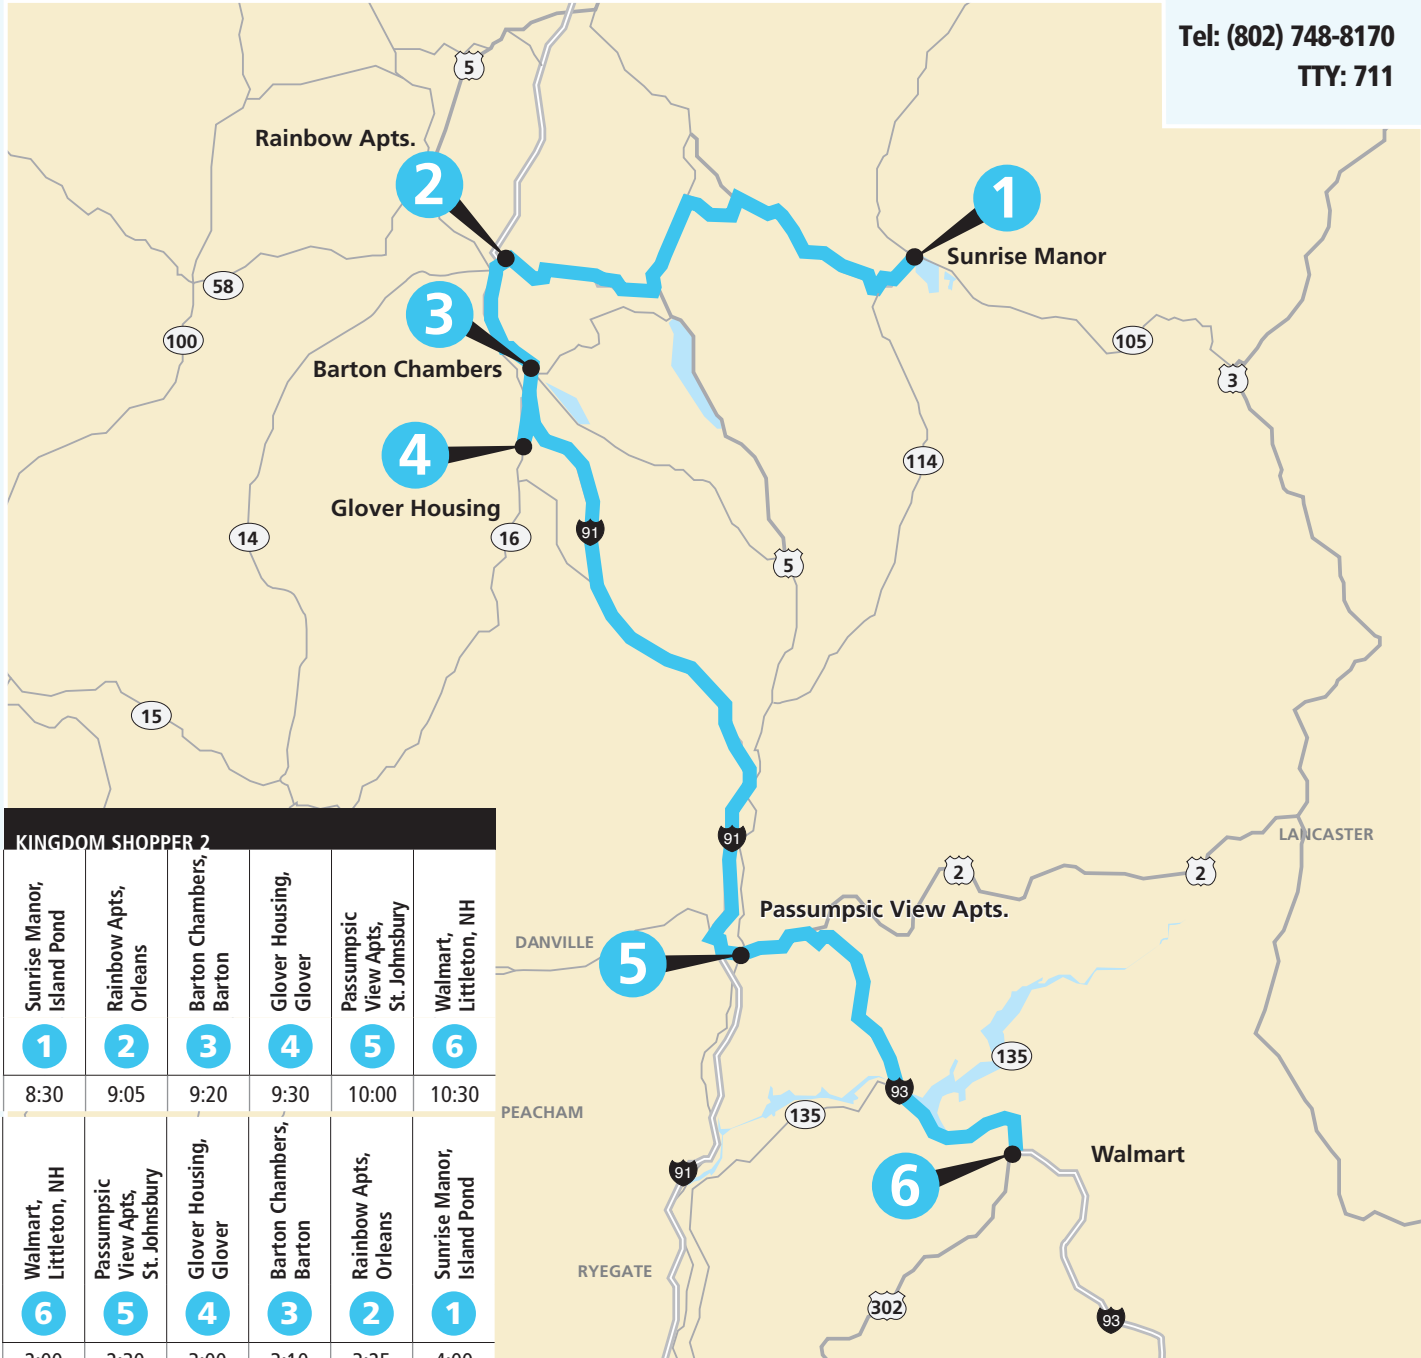 Tel: (802) 748-8170
TTY: 711
5
Rainbow Apts.
2
1
Sunrise Manor
58
3
100
105
Barton Chambers
3
4
114
Glover Housing
14
16
91
5
15
91
LANCASTER
2
2
Passumpsic View Apts.
DANVILLE
5
135
93
PEACHAM
135
Walmart
91
6
RYEGATE
302
93
KINGDOM SHOPPER 2
Sunrise Manor,
Island Pond
Rainbow Apts,
Orleans
Barton Chambers,
Barton
Glover Housing,
Glover
Passumpsic
View Apts,
St. Johnsbury
Walmart,
Littleton, NH
1 2 3 4 5 6
8:30 9:05 9:20 9:30 10:00 10:30
Walmart,
Littleton, NH
Passumpsic
View Apts,
St. Johnsbury
Glover Housing,
Glover
Barton Chambers,
Barton
Rainbow Apts,
Orleans
Sunrise Manor,
Island Pond
6 5 4 3 2 1